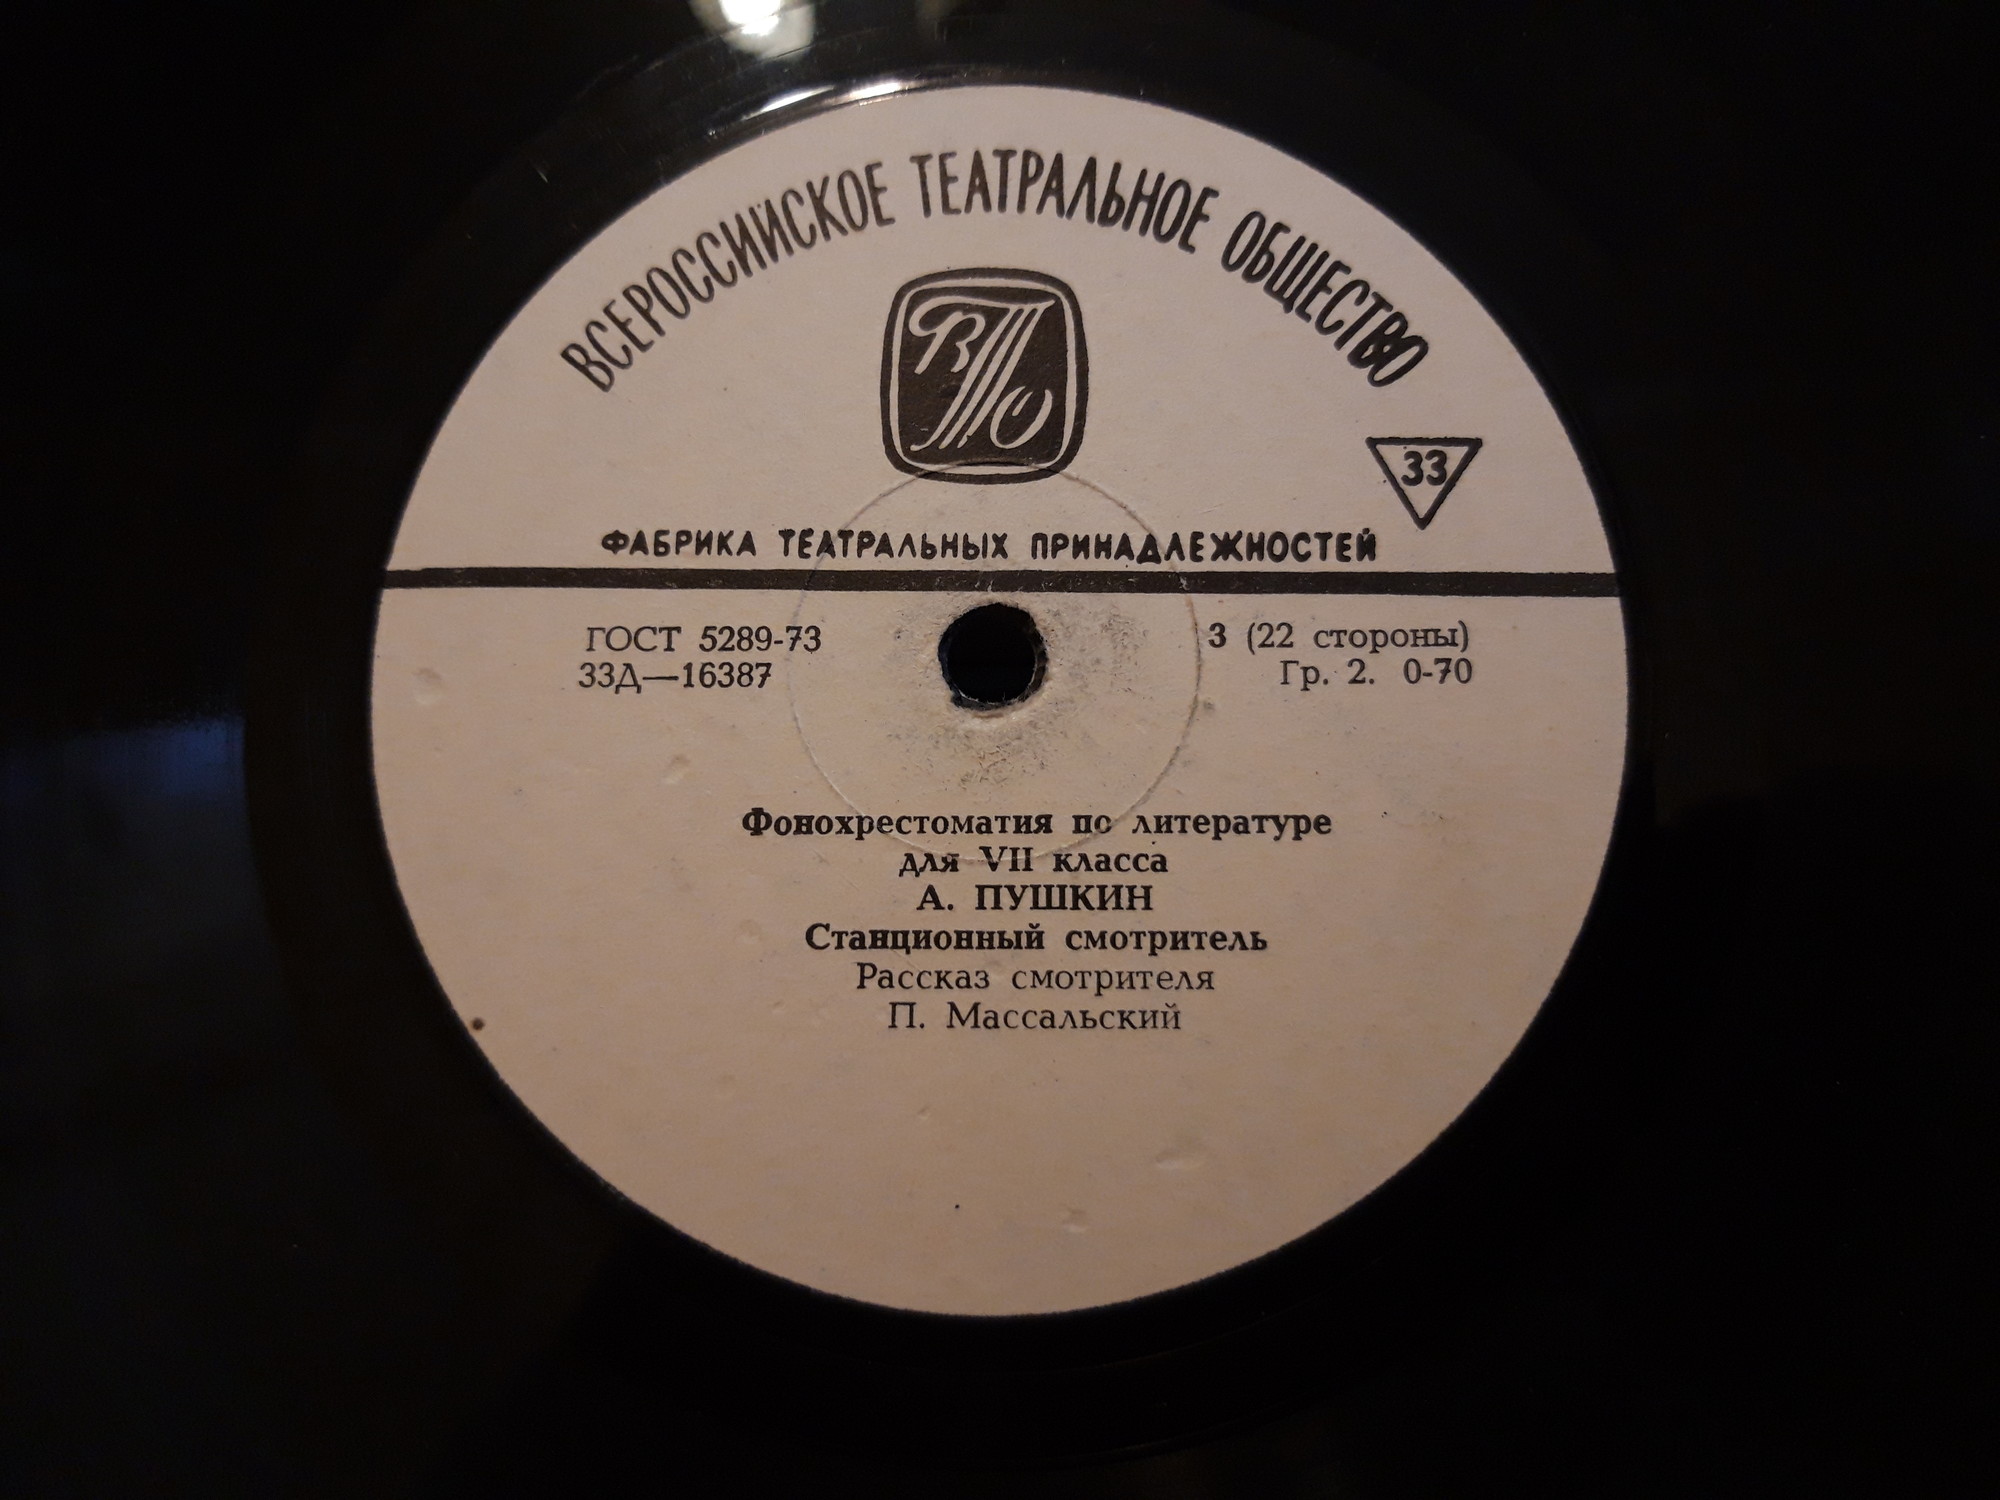 ВСЕРОССИЙСКОЕ ТЕАТРАЛЬНОЕ ОБЩЕСТВО
ВТО
33
ФАБРИКА ТЕАТРАЛЬНЫХ ПРИНАДЛЕЖНОСТЕЙ
ГОСТ 5289-73
33Д—16387
3 (22 стороны)
Гр. 2. 0-70
Фонохрестоматия по литературе
для VII класса
А. ПУШКИН
Станционный смотритель
Рассказ смотрителя
П. Массальский